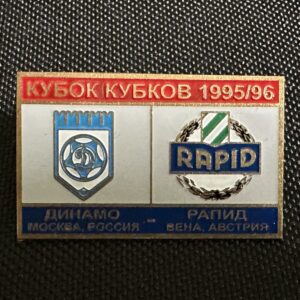 КУБОК КУБКОВ 1995/96
Д
RAPID
ДИНАМО - РАПИД
МОСКВА, РОССИЯ ВЕНА, АВСТРИЯ